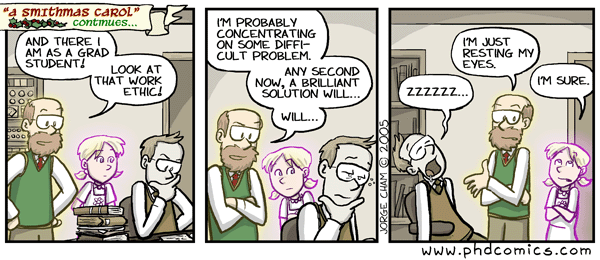 "a smithmas carol"
continues...
AND THERE I
AM AS A GRAD
STUDENT!
LOOK AT
THAT WORK
ETHIC!
I'M PROBABLY
CONCENTRATING
ON SOME DIFFI-
CULT PROBLEM.
ANY SECOND
NOW, A BRILLIANT
SOLUTION WILL...
WILL...
JORGE CHAM © 2005
ZZZZZZ...
I'M JUST
RESTING MY
EYES.
I'M SURE.
www.phdcomics.com